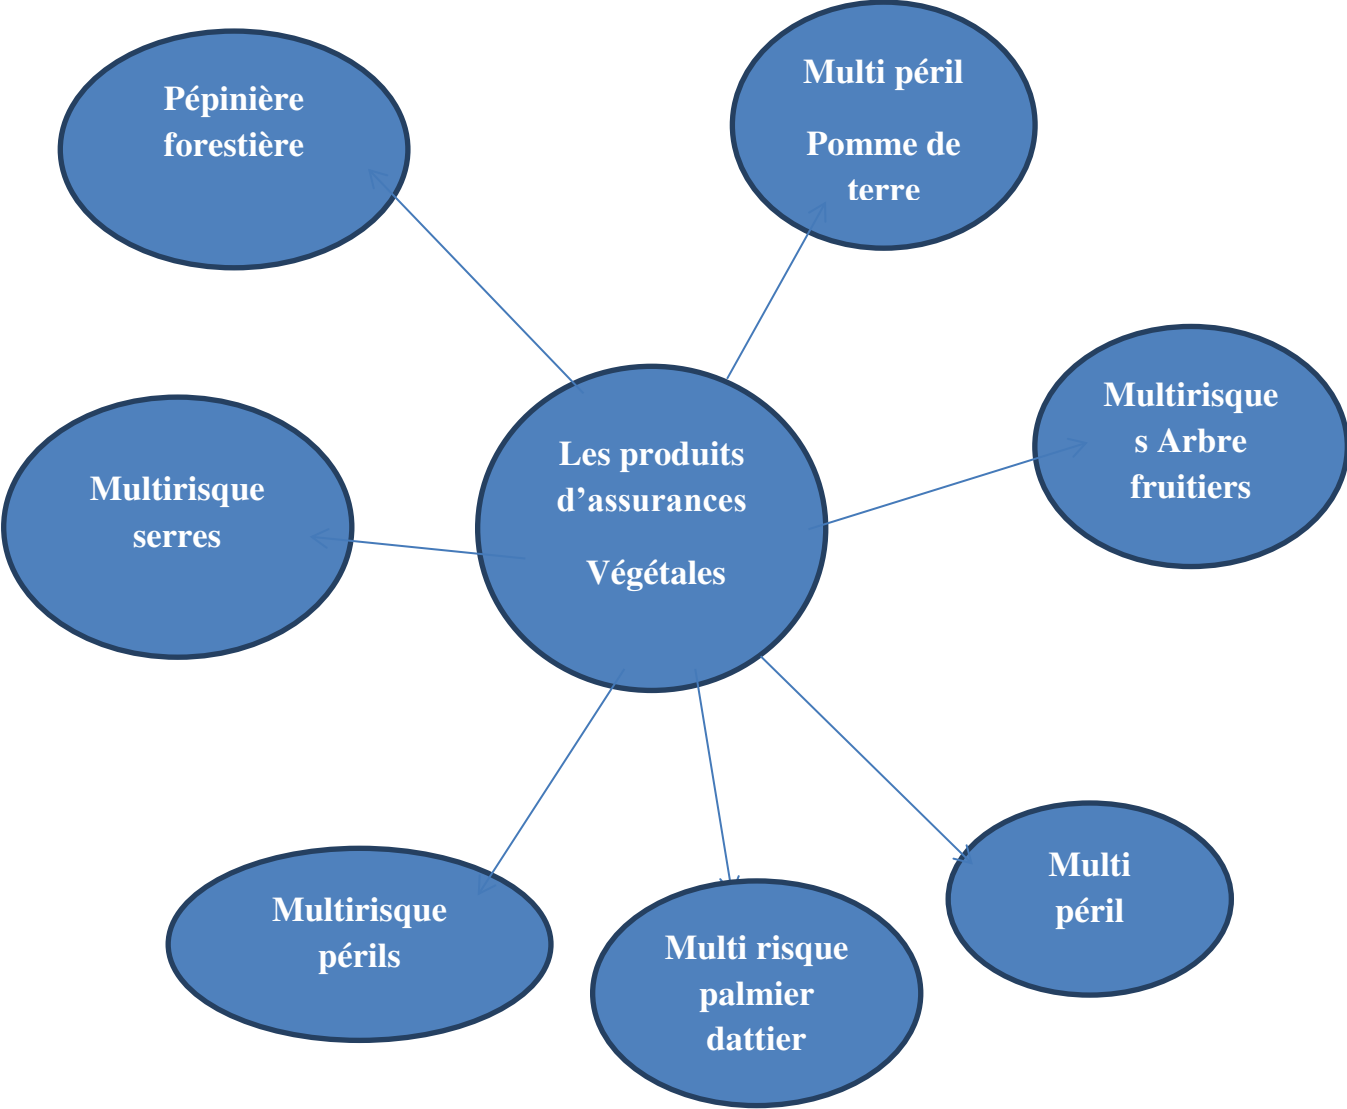 Pépinière
forestière
Multi péril
Pomme de
terre
Multirisque
s Arbre
fruitiers
Les produits
d’assurances
Végétales
Multirisque
serres
Multirisque
périls
Multi risque
palmier
dattier
Multi
péril